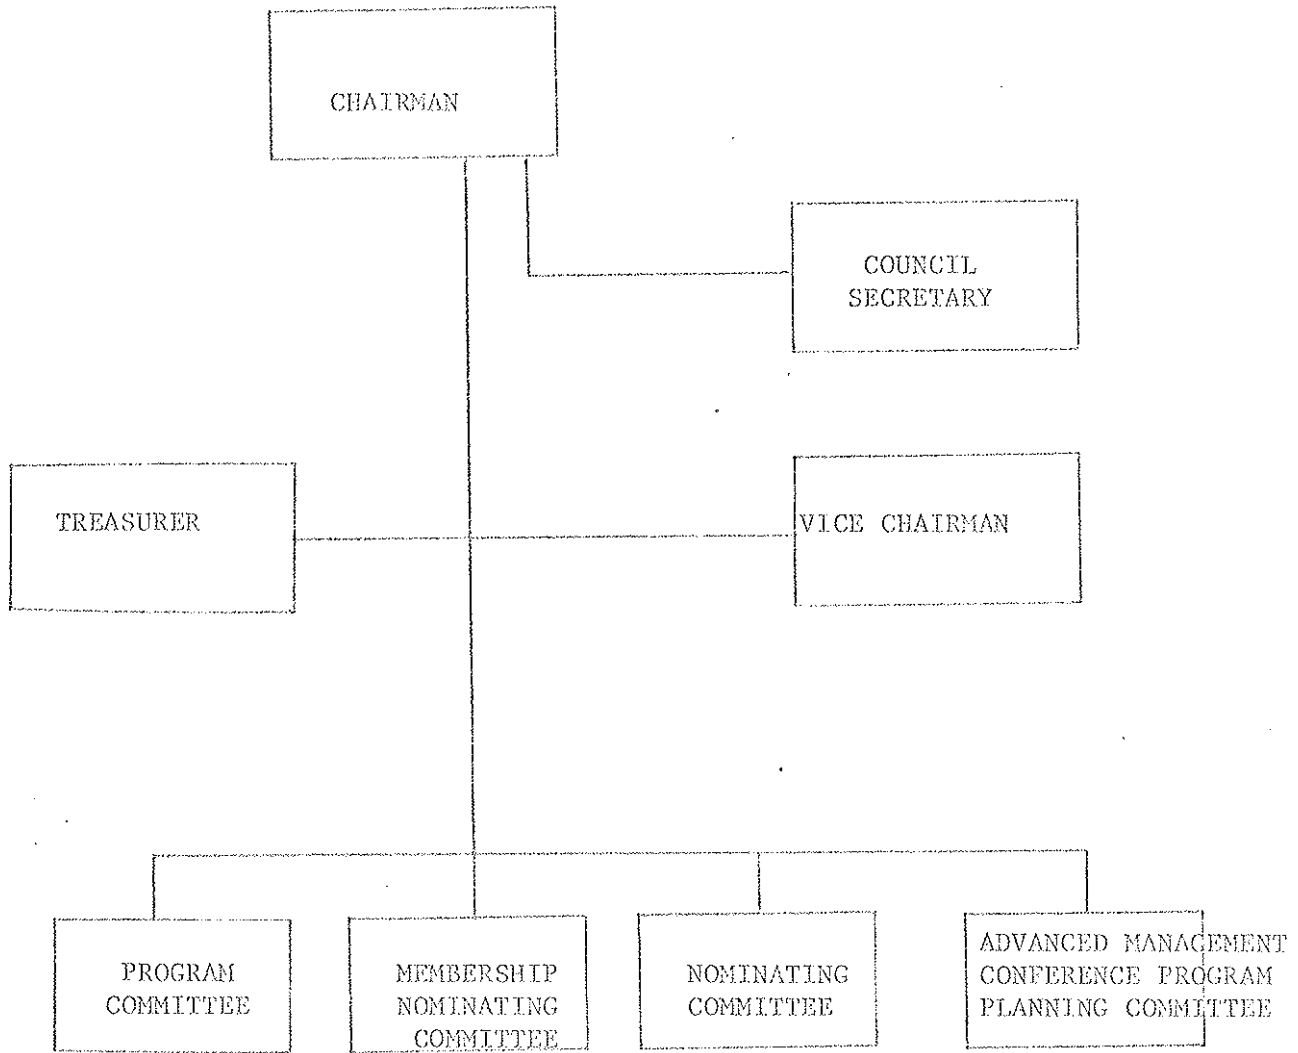 CHAIRMAN
COUNCIL
SECRETARY
TREASURER
VICE CHAIRMAN
PROGRAM
COMMITTEE
MEMBERSHIP
NOMINATING
COMMITTEE
NOMINATING
COMMITTEE
ADVANCED MANAGEMENT
CONFERENCE PROGRAM
PLANNING COMMITTEE